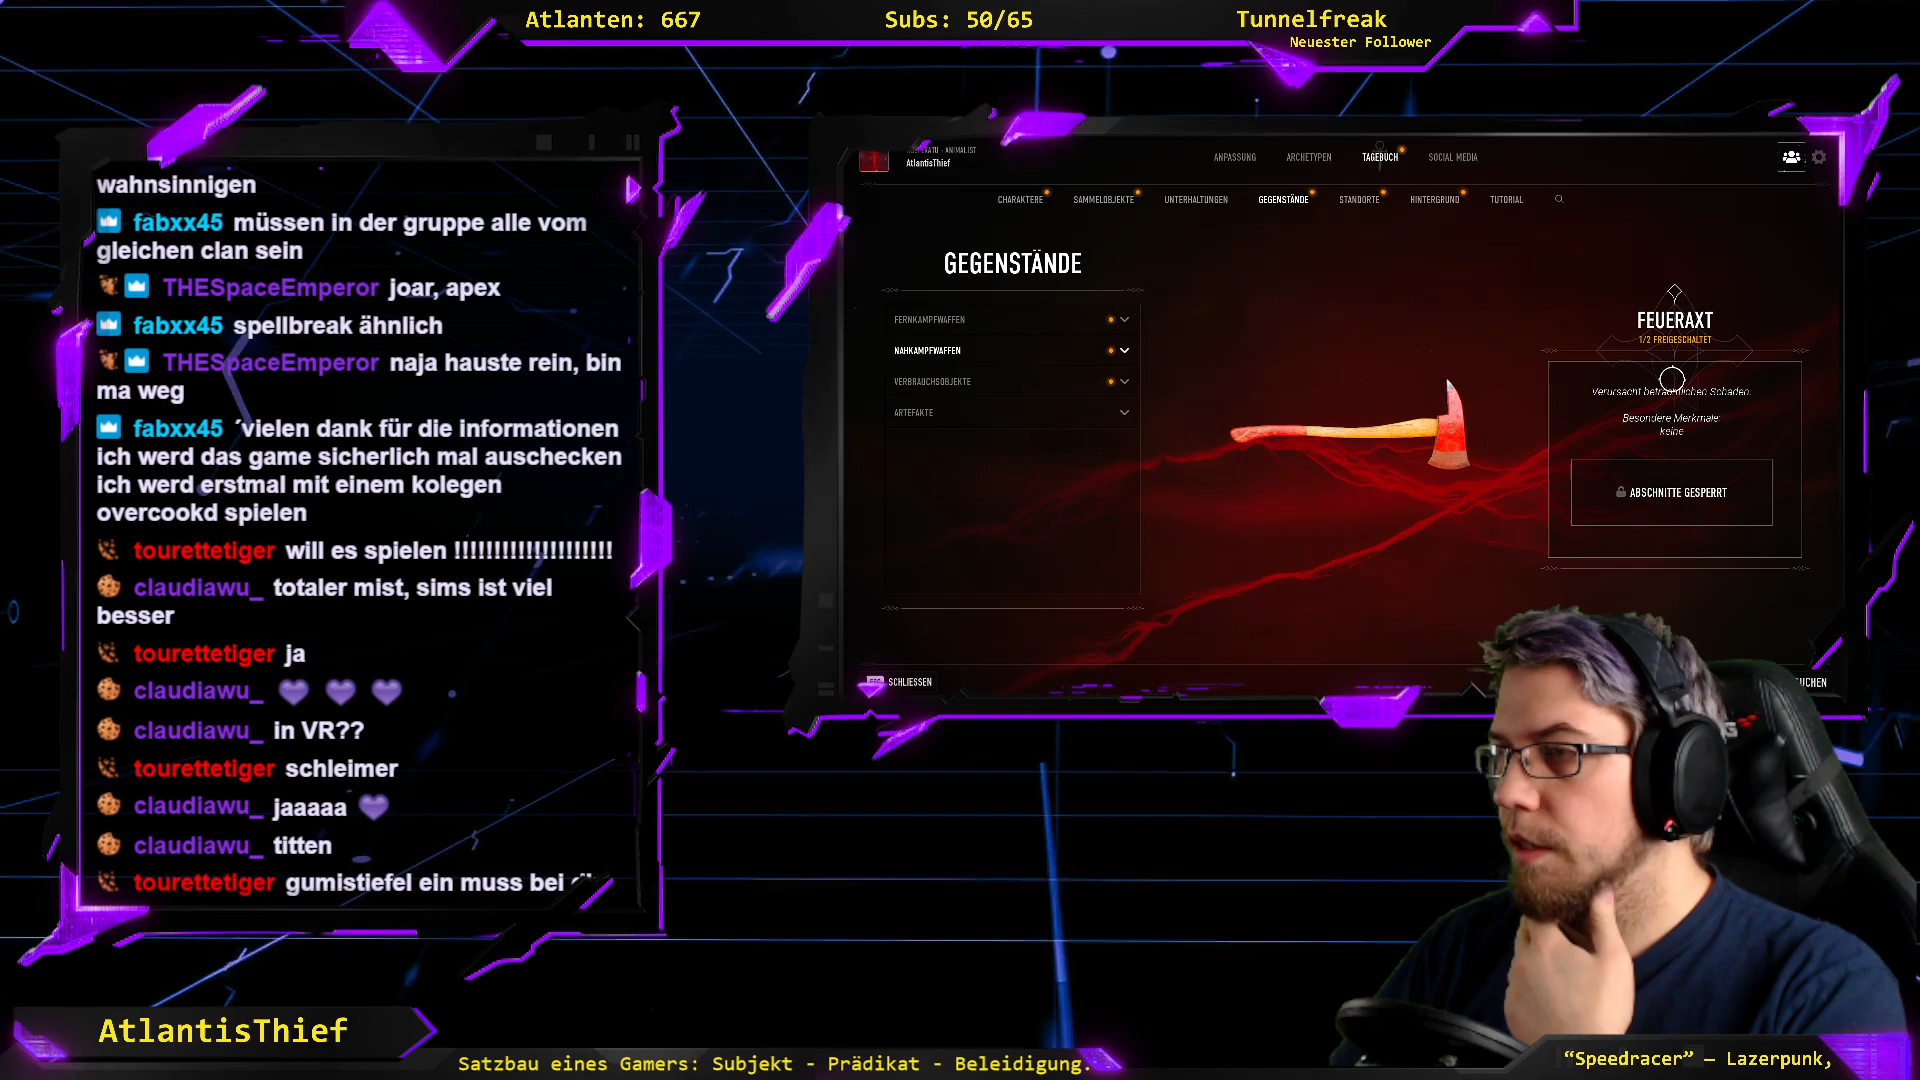 Atlanten: 667
Subs: 50/65
Tunnelfreak
Neuester Follower
wahnsinnigen
fabxx45 müssen in der gruppe alle vom
gleichen clan sein
THESpaceEmperor joar, apex
fabxx45 spellbreak ähnlich
THESpaceEmperor naja hauste rein, bin
ma weg
fabxx45 ´vielen dank für die informationen
ich werd das game sicherlich mal auschecken
ich werd erstmal mit einem kolegen
overcookd spielen
tourettetiger will es spielen !!!!!!!!!!!!!!!!!!!!
claudiawu_ totaler mist, sims ist viel
besser
tourettetiger ja
claudiawu_ 💜 💜 💜
claudiawu_ in VR??
tourettetiger schleimer
claudiawu_ jaaaaa 💜
claudiawu_ titten
tourettetiger gumistiefel ein muss bei
- ANIMALIST
AtlantisThief
ANPASSUNG
ARCHETYPEN
TAGEBUCH
SOCIAL MEDIA
CHARAKTERE
SAMMELOBJEKTE
UNTERHALTUNGEN
GEGENSTÄNDE
STANDORTE
HINTERGRUND
TUTORIAL
GEGENSTÄNDE
FERNKAMPFWAFFEN
NAHKAMPFWAFFEN
VERBRAUCHSOBJEKTE
ARTEFAKTE
FEUERAXT
1/2 FREIGESCHALTET
Verursacht beträchtlichen Schaden.
Besondere Merkmale:
keine
ABSCHNITTE GESPERRT
ESC SCHLIESSEN
UCHEN
AtlantisThief
Satzbau eines Gamers: Subjekt - Prädikat - Beleidigung.
“Speedracer” – Lazerpunk,